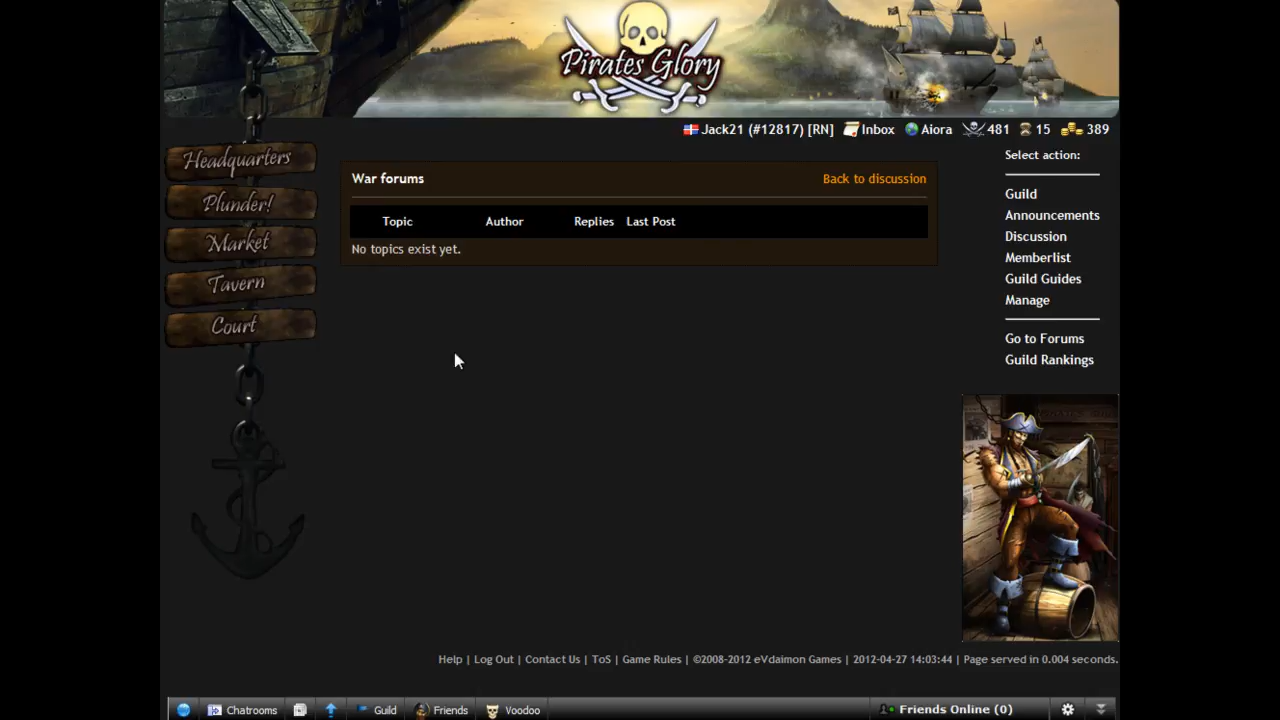 Pirates Glory
Jack21 (#12817) [RN] Inbox Aiora 481 15 389
Headquarters
Plunder!
Market
Tavern
Court
War forums Back to discussion
Topic Author Replies Last Post
No topics exist yet.
Select action:
Guild
Announcements
Discussion
Memberlist
Guild Guides
Manage
Go to Forums
Guild Rankings
Help | Log Out | Contact Us | ToS | Game Rules | ©2008-2012 eVdaimon Games | 2012-04-27 14:03:44 | Page served in 0.004 seconds.
Chatrooms Guild Friends Voodoo Friends Online (0)